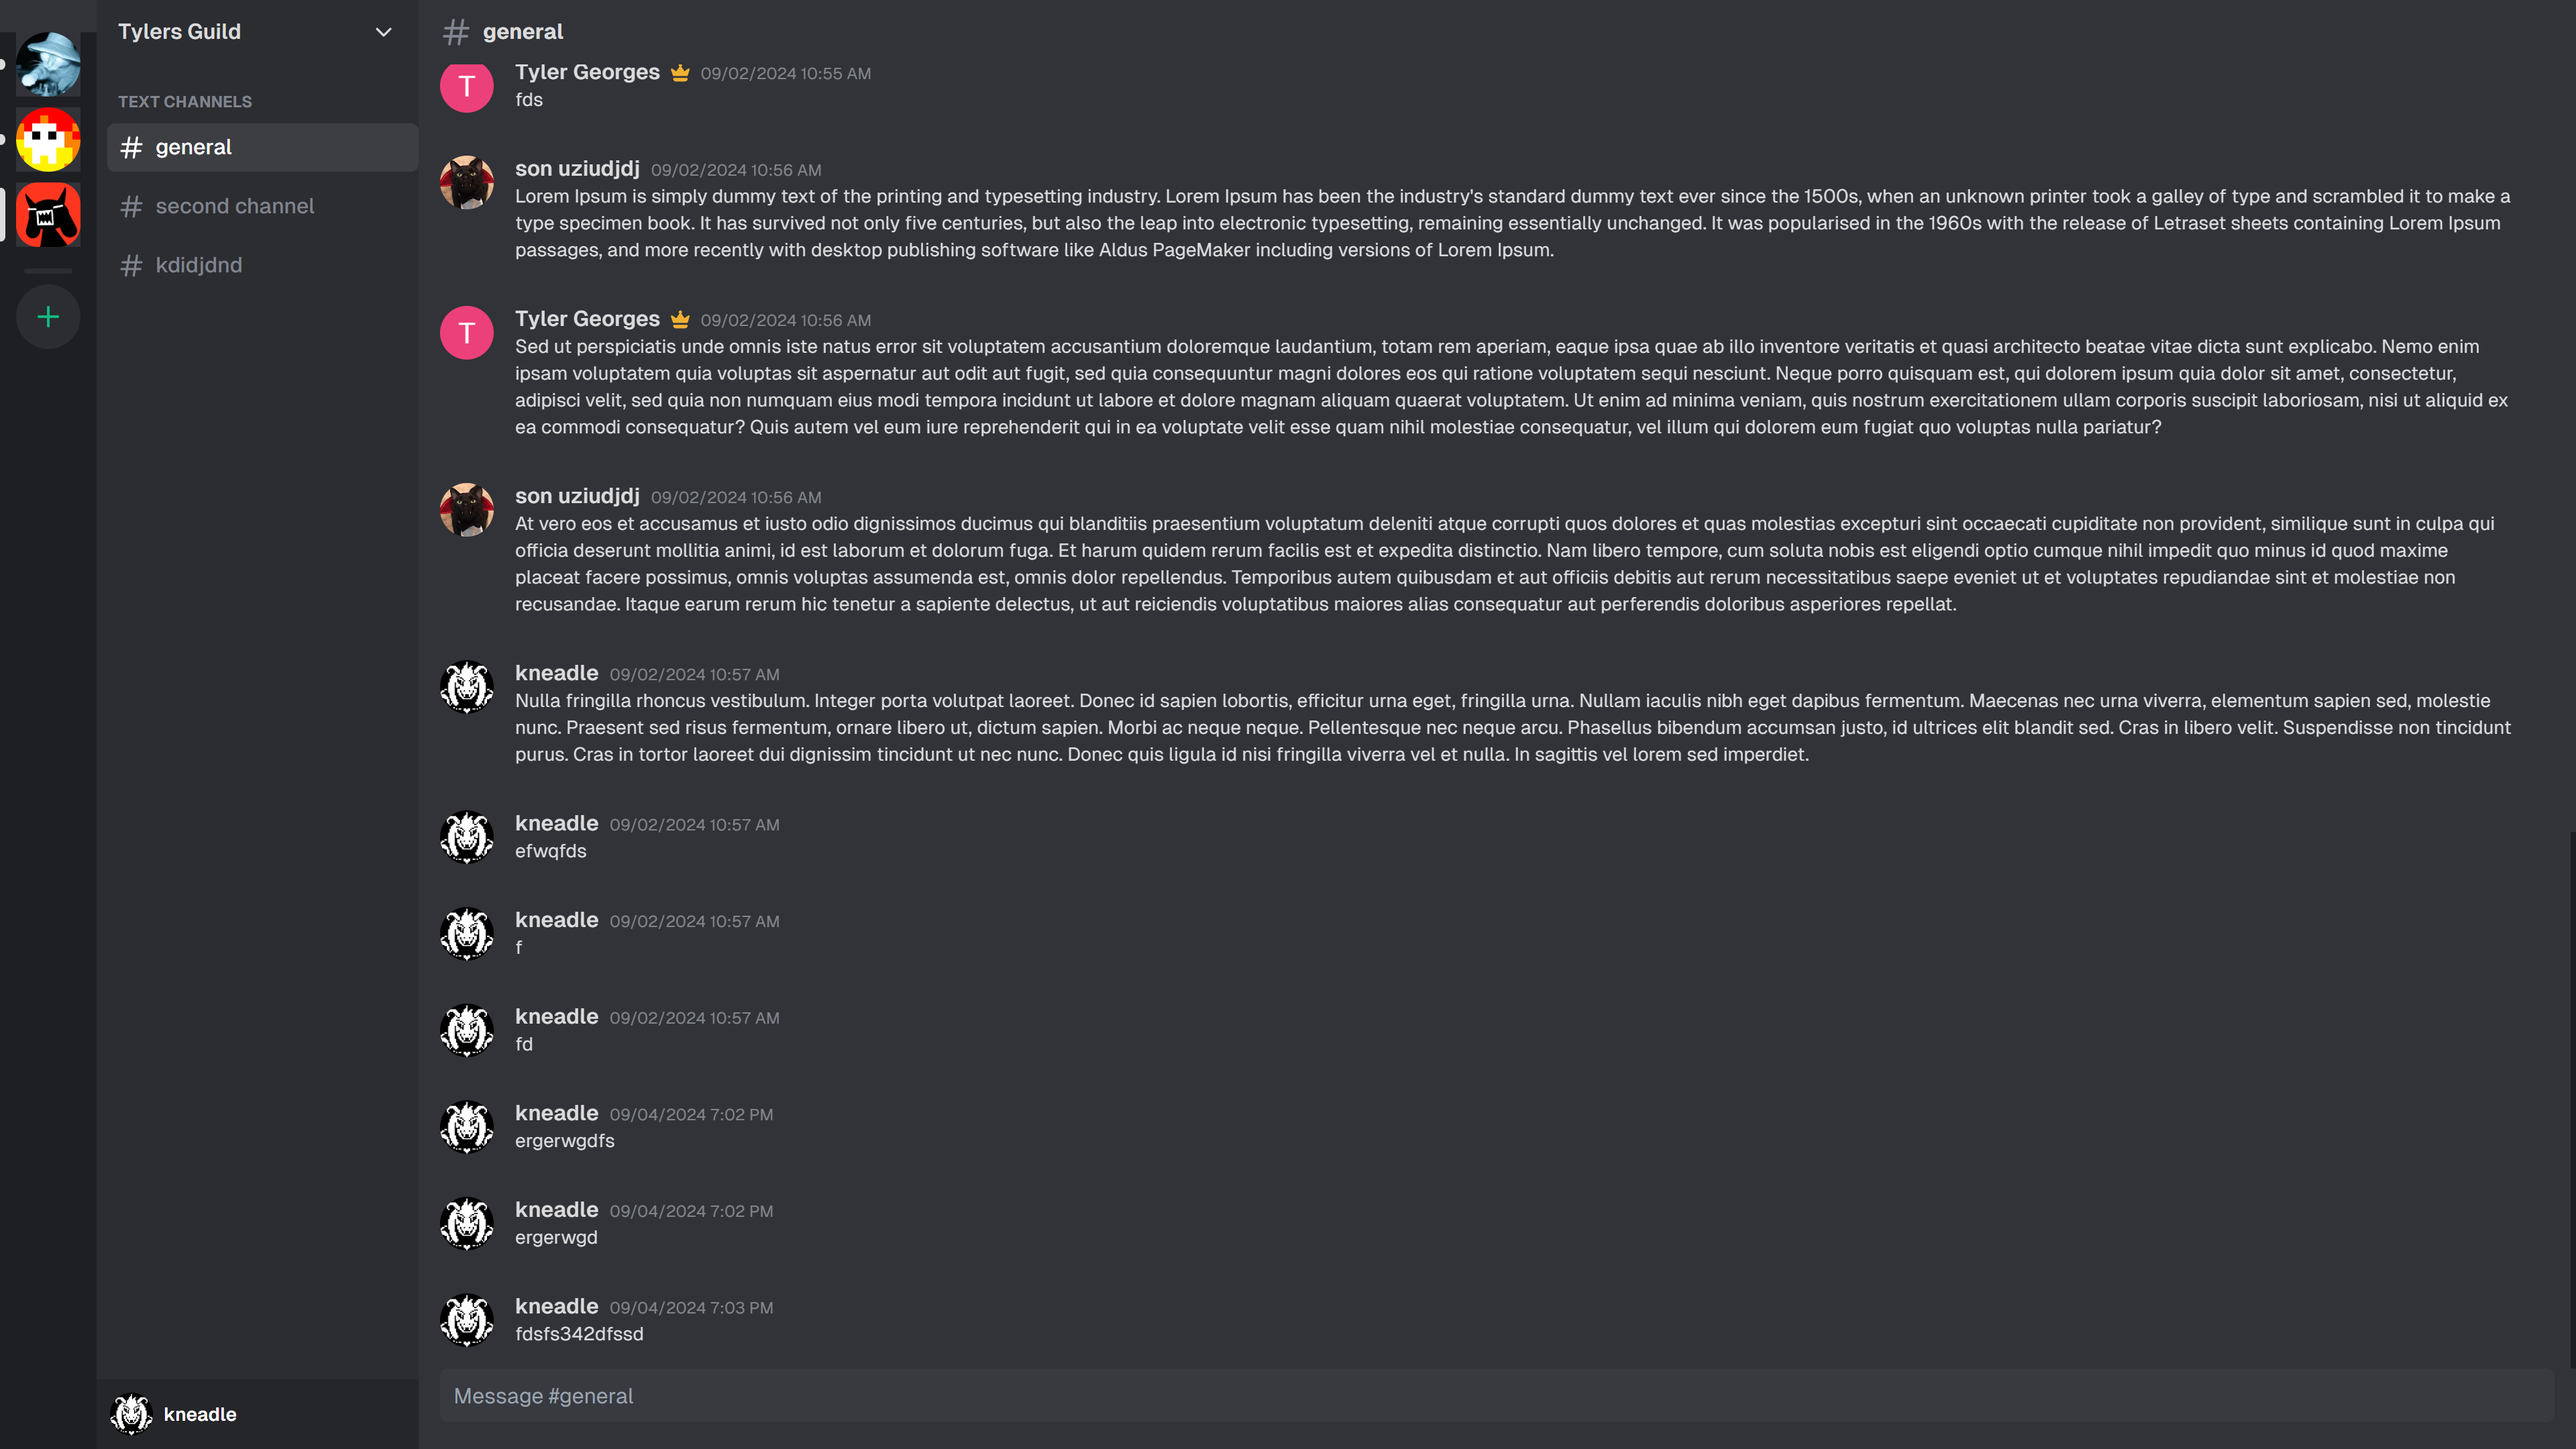 Tylers Guild
TEXT CHANNELS
# general
# second channel
# kdidjdnd
+
kneadle
# general
T
Tyler Georges 09/02/2024 10:55 AM
fds
son uziudjdj 09/02/2024 10:56 AM
Lorem Ipsum is simply dummy text of the printing and typesetting industry. Lorem Ipsum has been the industry's standard dummy text ever since the 1500s, when an unknown printer took a galley of type and scrambled it to make a
type specimen book. It has survived not only five centuries, but also the leap into electronic typesetting, remaining essentially unchanged. It was popularised in the 1960s with the release of Letraset sheets containing Lorem Ipsum
passages, and more recently with desktop publishing software like Aldus PageMaker including versions of Lorem Ipsum.
T
Tyler Georges 09/02/2024 10:56 AM
Sed ut perspiciatis unde omnis iste natus error sit voluptatem accusantium doloremque laudantium, totam rem aperiam, eaque ipsa quae ab illo inventore veritatis et quasi architecto beatae vitae dicta sunt explicabo. Nemo enim
ipsam voluptatem quia voluptas sit aspernatur aut odit aut fugit, sed quia consequuntur magni dolores eos qui ratione voluptatem sequi nesciunt. Neque porro quisquam est, qui dolorem ipsum quia dolor sit amet, consectetur,
adipisci velit, sed quia non numquam eius modi tempora incidunt ut labore et dolore magnam aliquam quaerat voluptatem. Ut enim ad minima veniam, quis nostrum exercitationem ullam corporis suscipit laboriosam, nisi ut aliquid ex
ea commodi consequatur? Quis autem vel eum iure reprehenderit qui in ea voluptate velit esse quam nihil molestiae consequatur, vel illum qui dolorem eum fugiat quo voluptas nulla pariatur?
son uziudjdj 09/02/2024 10:56 AM
At vero eos et accusamus et iusto odio dignissimos ducimus qui blanditiis praesentium voluptatum deleniti atque corrupti quos dolores et quas molestias excepturi sint occaecati cupiditate non provident, similique sunt in culpa qui
officia deserunt mollitia animi, id est laborum et dolorum fuga. Et harum quidem rerum facilis est et expedita distinctio. Nam libero tempore, cum soluta nobis est eligendi optio cumque nihil impedit quo minus id quod maxime
placeat facere possimus, omnis voluptas assumenda est, omnis dolor repellendus. Temporibus autem quibusdam et aut officiis debitis aut rerum necessitatibus saepe eveniet ut et voluptates repudiandae sint et molestiae non
recusandae. Itaque earum rerum hic tenetur a sapiente delectus, ut aut reiciendis voluptatibus maiores alias consequatur aut perferendis doloribus asperiores repellat.
kneadle 09/02/2024 10:57 AM
Nulla fringilla rhoncus vestibulum. Integer porta volutpat laoreet. Donec id sapien lobortis, efficitur urna eget, fringilla urna. Nullam iaculis nibh eget dapibus fermentum. Maecenas nec urna viverra, elementum sapien sed, molestie
nunc. Praesent sed risus fermentum, ornare libero ut, dictum sapien. Morbi ac neque neque. Pellentesque nec neque arcu. Phasellus bibendum accumsan justo, id ultrices elit blandit sed. Cras in libero velit. Suspendisse non tincidunt
purus. Cras in tortor laoreet dui dignissim tincidunt ut nec nunc. Donec quis ligula id nisi fringilla viverra vel et nulla. In sagittis vel lorem sed imperdiet.
kneadle 09/02/2024 10:57 AM
efwqfds
kneadle 09/02/2024 10:57 AM
f
kneadle 09/02/2024 10:57 AM
fd
kneadle 09/04/2024 7:02 PM
ergerwgdfs
kneadle 09/04/2024 7:02 PM
ergerwgd
kneadle 09/04/2024 7:03 PM
fdsfs342dfssd
Message #general